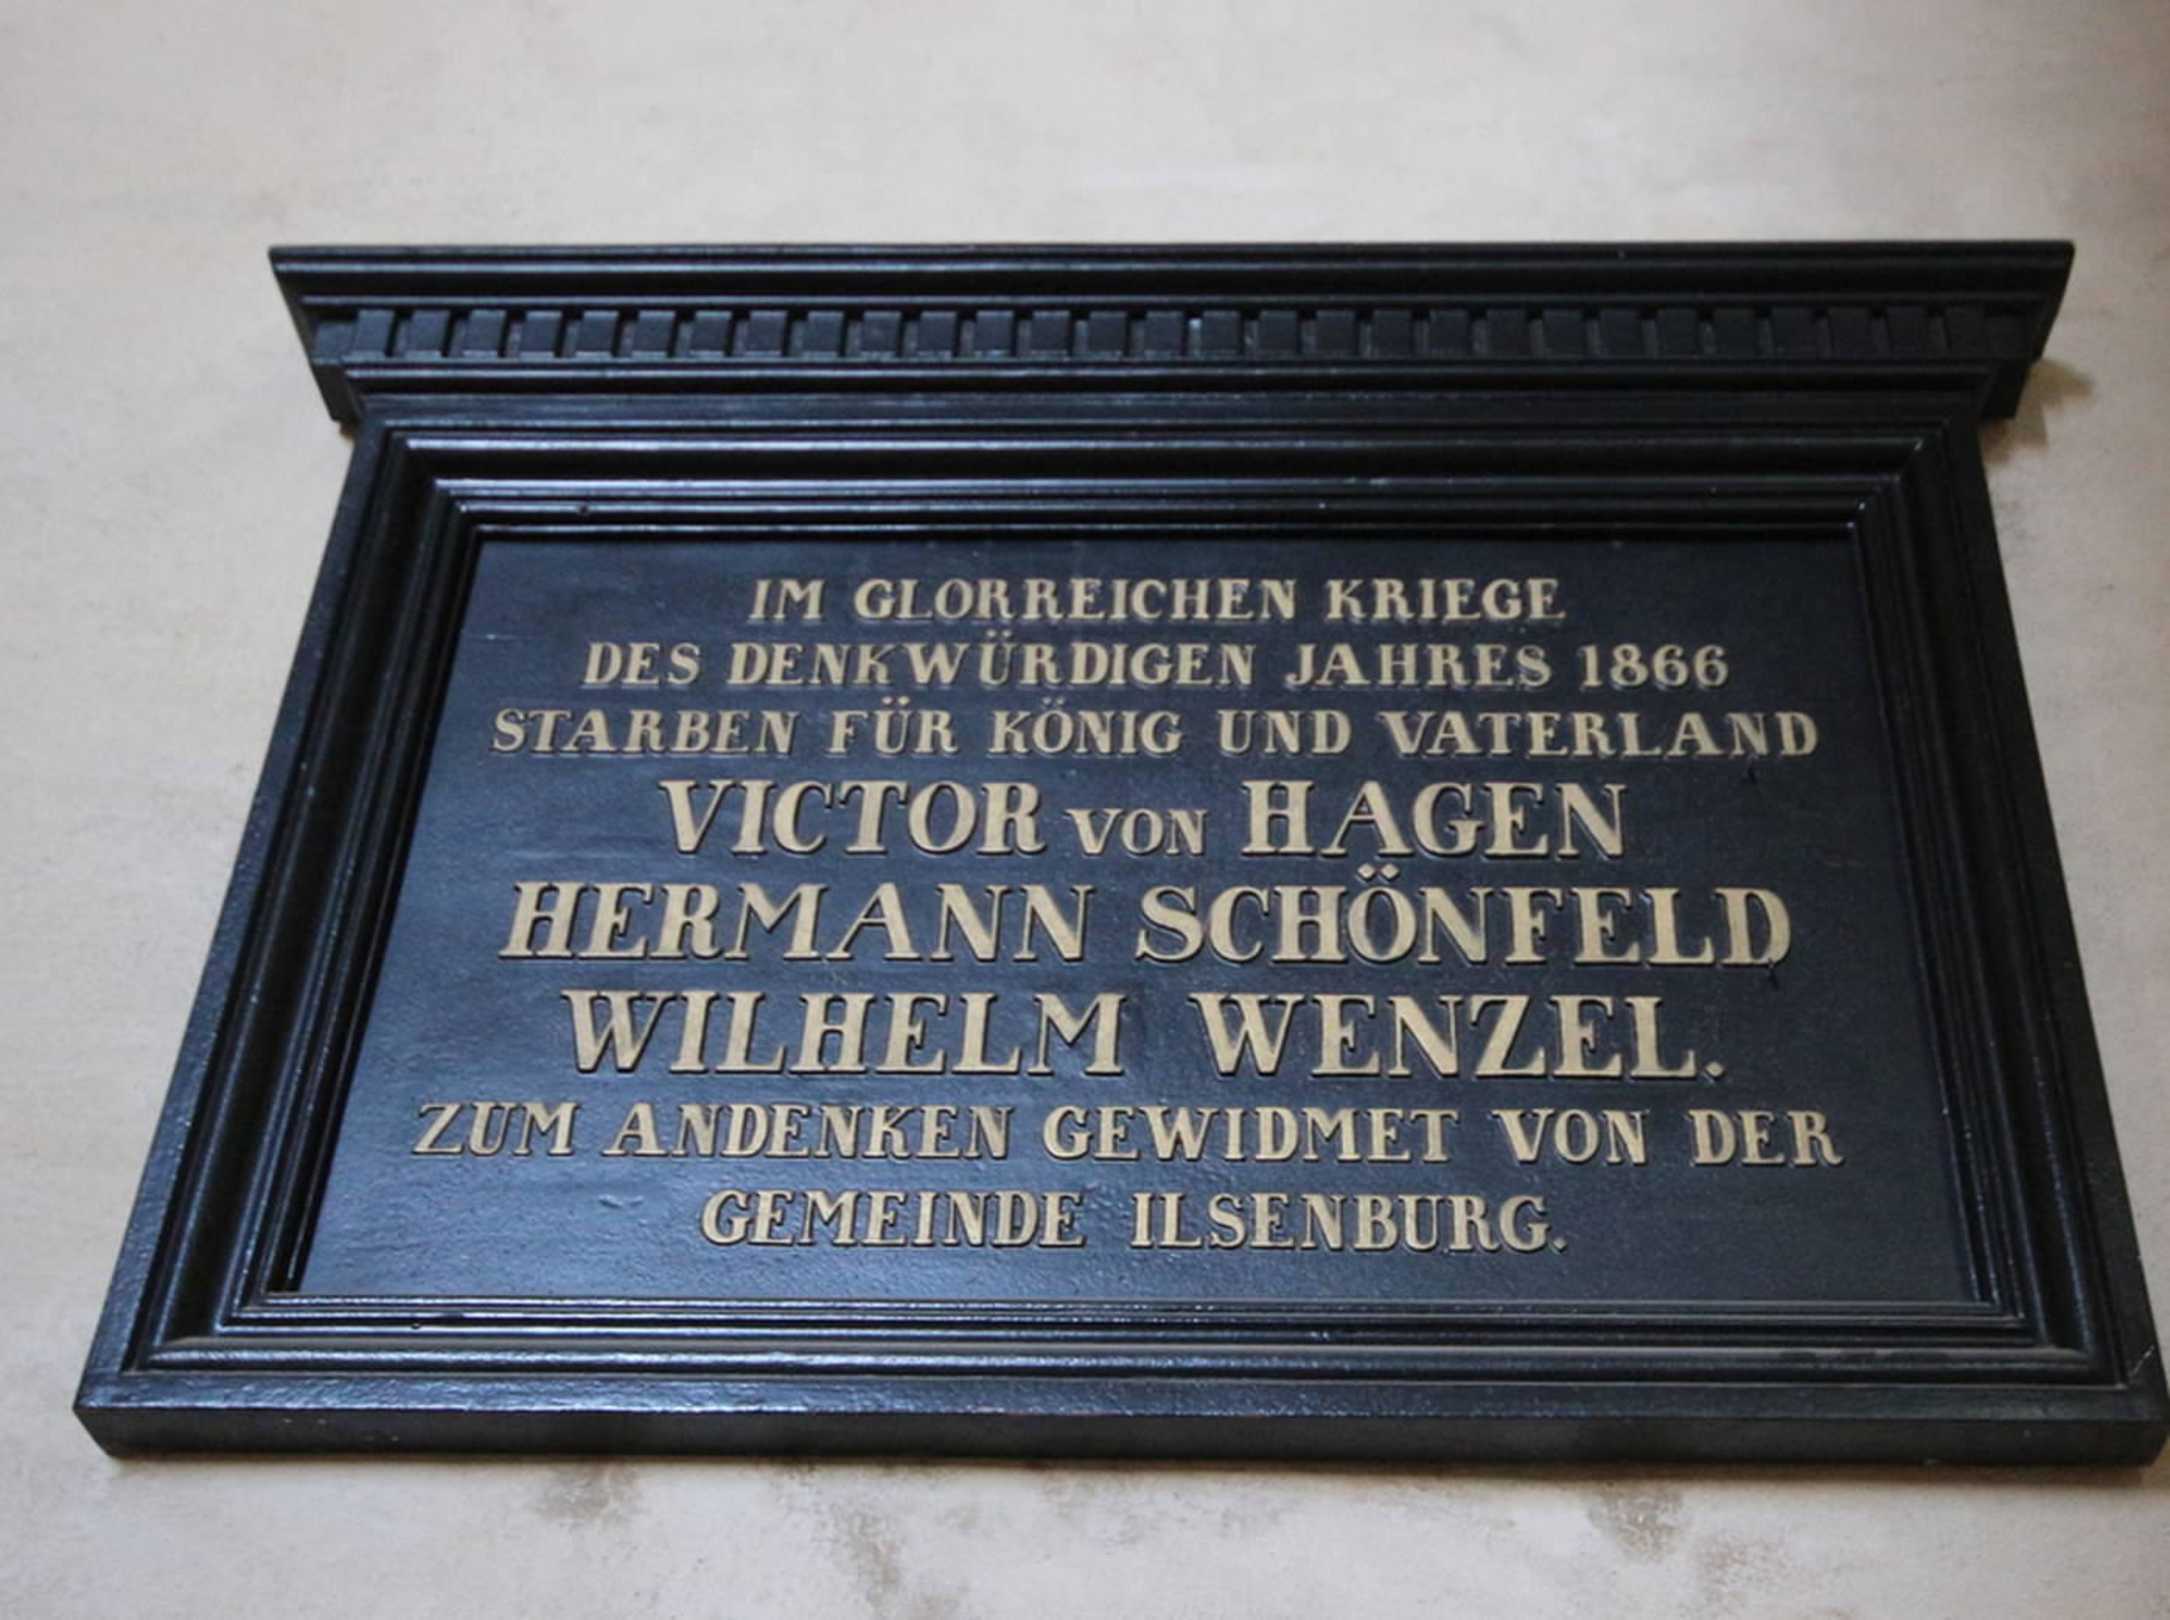 IM GLORREICHEN KRIEGE
DES DENKWÜRDIGEN JAHRES 1866
STARBEN FÜR KÖNIG UND VATERLAND
VICTOR VON HAGEN
HERMANN SCHÖNFELD
WILHELM WENZEL.
ZUM ANDENKEN GEWIDMET VON DER
GEMEINDE ILSENBURG.